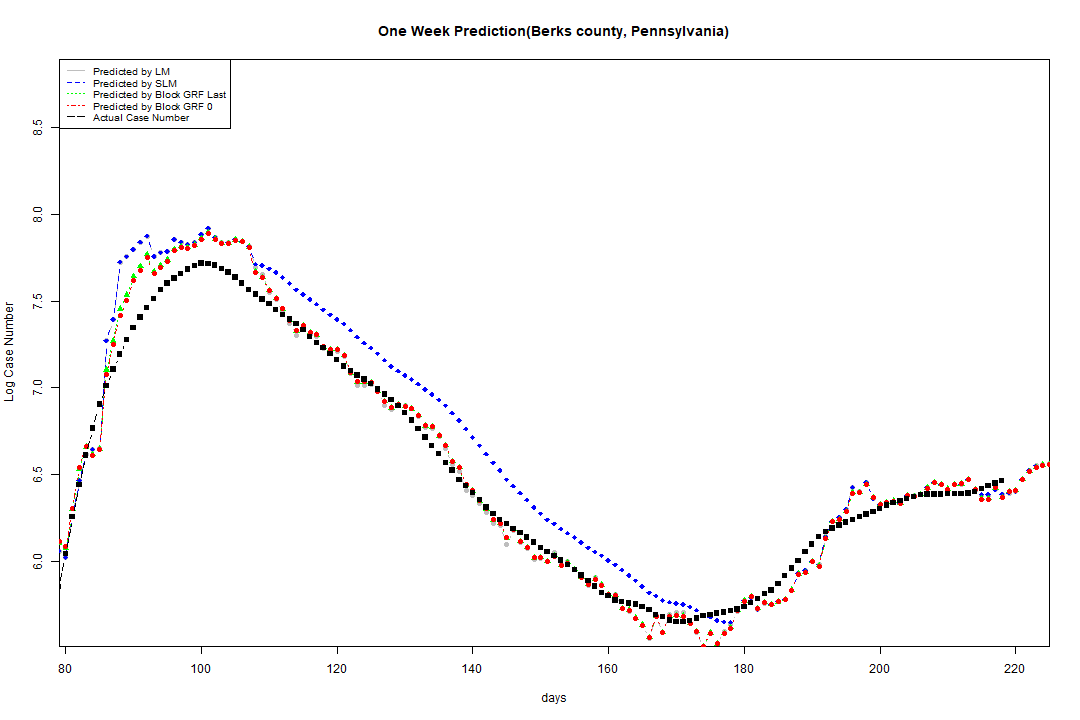 One Week Prediction(Berks county, Pennsylvania)
Predicted by LM
Predicted by SLM
Predicted by Block GRF Last
Predicted by Block GRF 0
Actual Case Number
8.5
8.0
7.5
7.0
6.5
6.0
Log Case Number
80 100 120 140 160 180 200 220
days